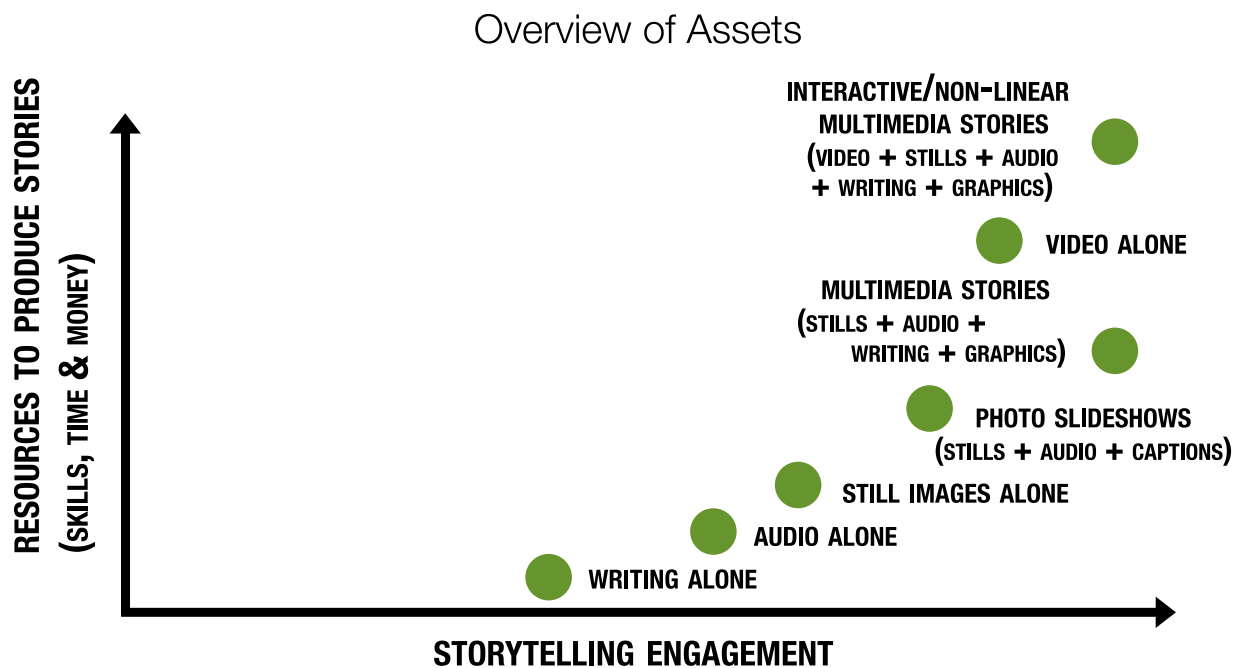 Overview of Assets
RESOURCES TO PRODUCE STORIES
(SKILLS, TIME & MONEY)
INTERACTIVE/NON-LINEAR
MULTIMEDIA STORIES
(VIDEO + STILLS + AUDIO
+ WRITING + GRAPHICS)
VIDEO ALONE
MULTIMEDIA STORIES
(STILLS + AUDIO +
WRITING + GRAPHICS)
PHOTO SLIDESHOWS
(STILLS + AUDIO + CAPTIONS)
STILL IMAGES ALONE
AUDIO ALONE
WRITING ALONE
STORYTELLING ENGAGEMENT